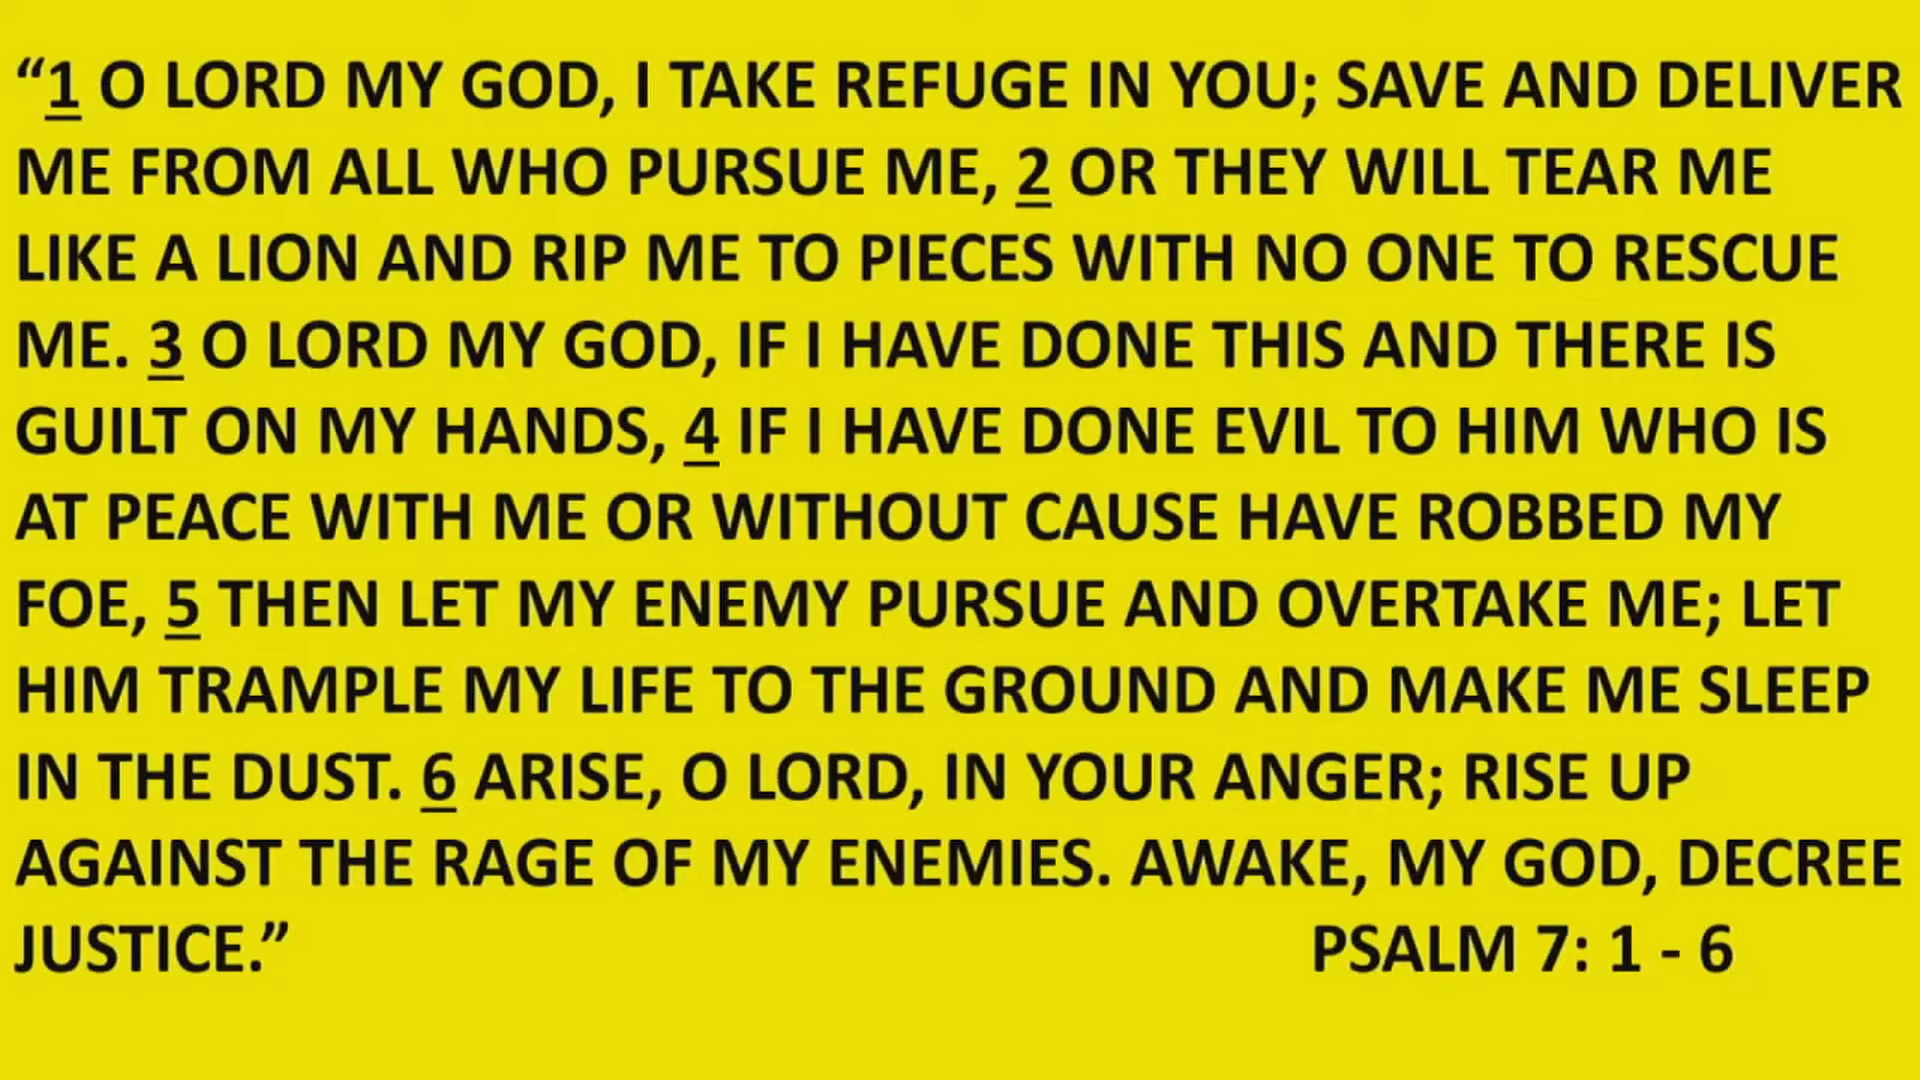 “1 O LORD MY GOD, I TAKE REFUGE IN YOU; SAVE AND DELIVER
ME FROM ALL WHO PURSUE ME, 2 OR THEY WILL TEAR ME
LIKE A LION AND RIP ME TO PIECES WITH NO ONE TO RESCUE
ME. 3 O LORD MY GOD, IF I HAVE DONE THIS AND THERE IS
GUILT ON MY HANDS, 4 IF I HAVE DONE EVIL TO HIM WHO IS
AT PEACE WITH ME OR WITHOUT CAUSE HAVE ROBBED MY
FOE, 5 THEN LET MY ENEMY PURSUE AND OVERTAKE ME; LET
HIM TRAMPLE MY LIFE TO THE GROUND AND MAKE ME SLEEP
IN THE DUST. 6 ARISE, O LORD, IN YOUR ANGER; RISE UP
AGAINST THE RAGE OF MY ENEMIES. AWAKE, MY GOD, DECREE
JUSTICE.” PSALM 7: 1 - 6